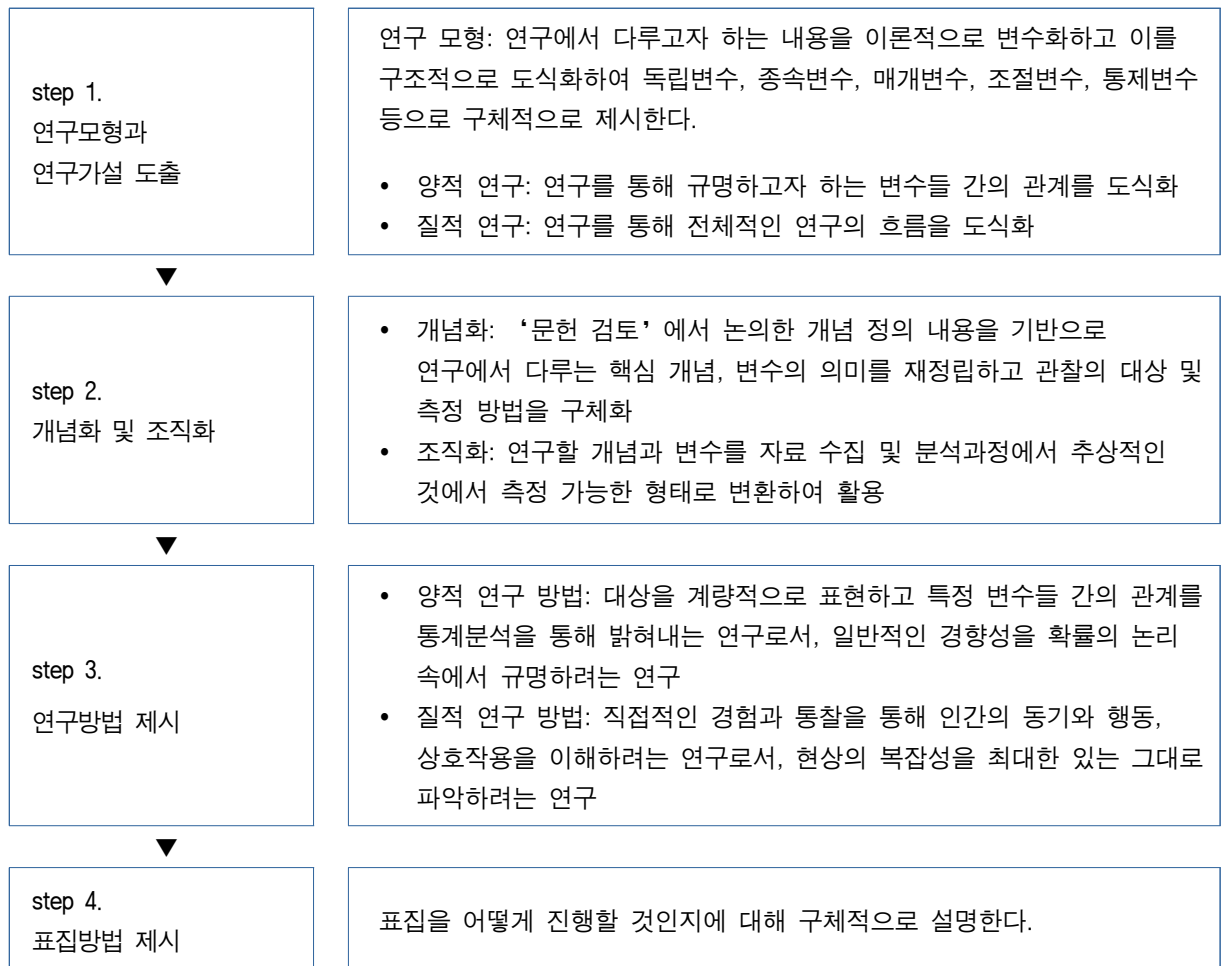 step 1.
연구모형과
연구가설 도출
연구 모형: 연구에서 다루고자 하는 내용을 이론적으로 변수화하고 이를
구조적으로 도식화하여 독립변수, 종속변수, 매개변수, 조절변수, 통제변수
등으로 구체적으로 제시한다.
• 양적 연구: 연구를 통해 규명하고자 하는 변수들 간의 관계를 도식화
• 질적 연구: 연구를 통해 전체적인 연구의 흐름을 도식화
▼
step 2.
개념화 및 조직화
• 개념화: ‘문헌 검토’에서 논의한 개념 정의 내용을 기반으로
연구에서 다루는 핵심 개념, 변수의 의미를 재정립하고 관찰의 대상 및
측정 방법을 구체화
• 조직화: 연구할 개념과 변수를 자료 수집 및 분석과정에서 추상적인
것에서 측정 가능한 형태로 변환하여 활용
▼
step 3.
연구방법 제시
• 양적 연구 방법: 대상을 계량적으로 표현하고 특정 변수들 간의 관계를
통계분석을 통해 밝혀내는 연구로서, 일반적인 경향성을 확률의 논리
속에서 규명하려는 연구
• 질적 연구 방법: 직접적인 경험과 통찰을 통해 인간의 동기와 행동,
상호작용을 이해하려는 연구로서, 현상의 복잡성을 최대한 있는 그대로
파악하려는 연구
▼
step 4.
표집방법 제시
표집을 어떻게 진행할 것인지에 대해 구체적으로 설명한다.